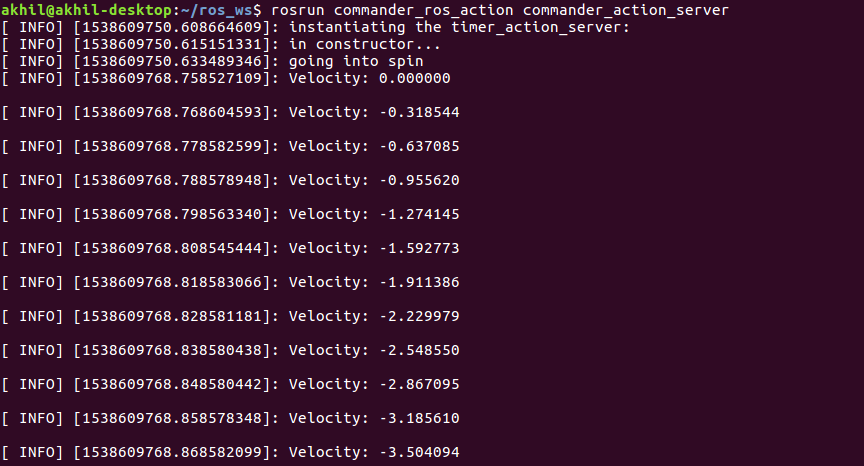 akhil@akhil-desktop:~/ros_ws$ rosrun commander_ros_action commander_action_server
[ INFO] [1538609750.608664609]: instantiating the timer_action_server:
[ INFO] [1538609750.615151331]: in constructor...
[ INFO] [1538609750.633489346]: going into spin
[ INFO] [1538609768.758527109]: Velocity: 0.000000
[ INFO] [1538609768.768604593]: Velocity: -0.318544
[ INFO] [1538609768.778582599]: Velocity: -0.637085
[ INFO] [1538609768.788578948]: Velocity: -0.955620
[ INFO] [1538609768.798563340]: Velocity: -1.274145
[ INFO] [1538609768.808545444]: Velocity: -1.592773
[ INFO] [1538609768.818583066]: Velocity: -1.911386
[ INFO] [1538609768.828581181]: Velocity: -2.229979
[ INFO] [1538609768.838580438]: Velocity: -2.548550
[ INFO] [1538609768.848580442]: Velocity: -2.867095
[ INFO] [1538609768.858578348]: Velocity: -3.185610
[ INFO] [1538609768.868582099]: Velocity: -3.504094